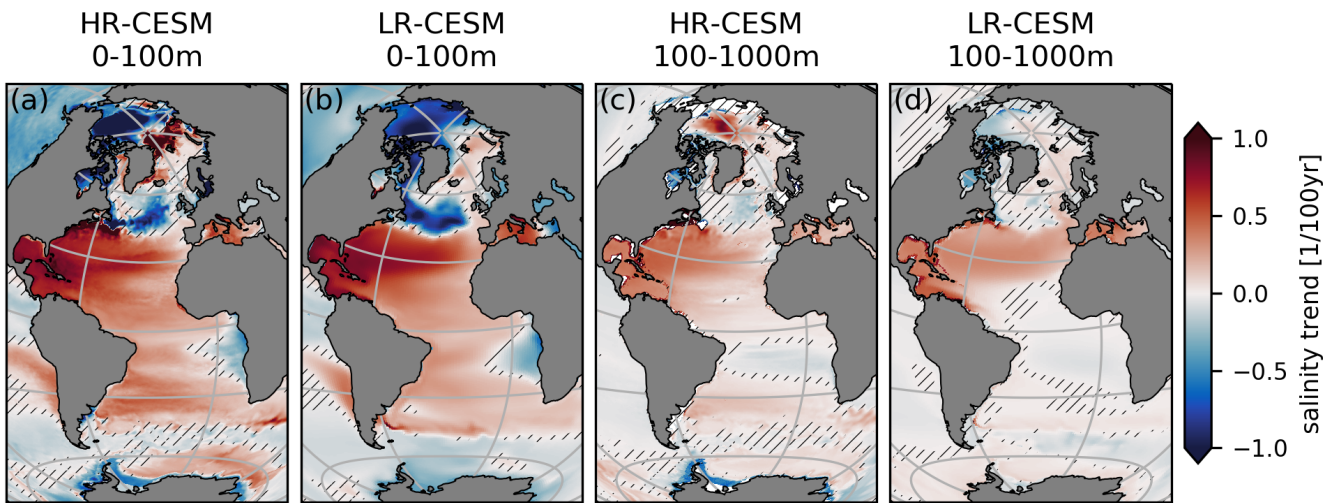 HR-CESM
0-100m
LR-CESM
0-100m
HR-CESM
100-1000m
LR-CESM
100-1000m
(a)
(b)
(c)
(d)
1.0
0.5
0.0
−0.5
−1.0
salinity trend [1/100yr]